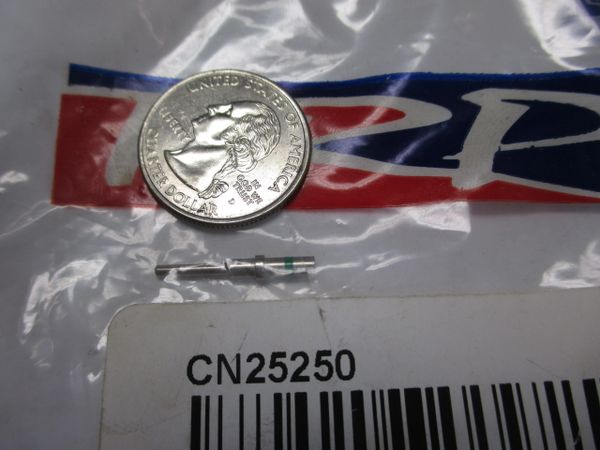 UNITED STATES OF AMERICA
LIBERTY
IN
GOD WE
TRUST
D
QUARTER DOLLAR
CN25250